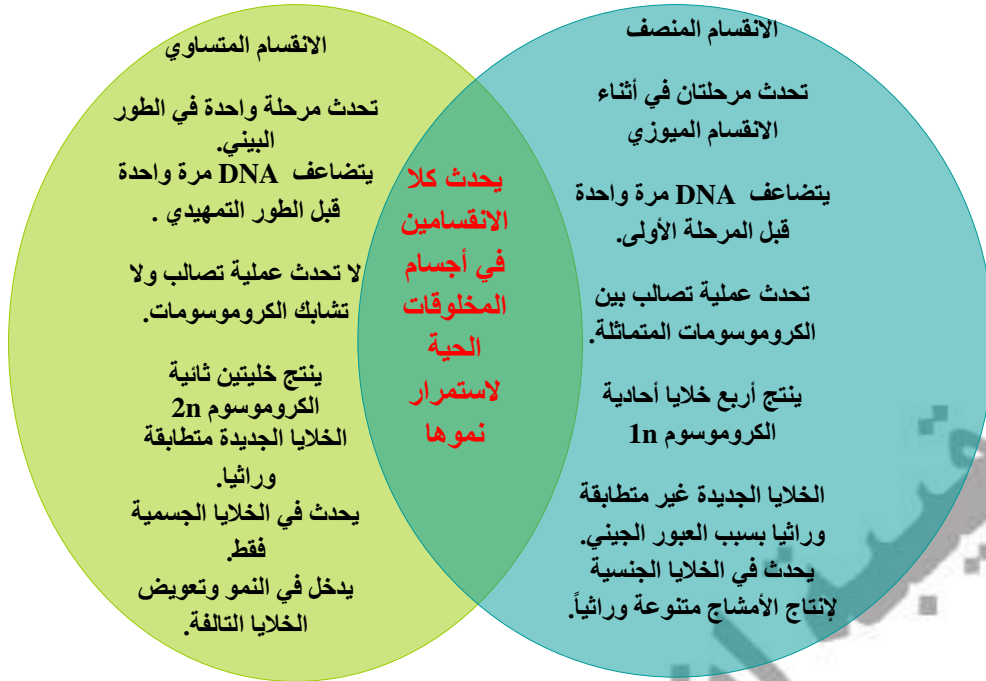 الانقسام المنصف
تحدث مرحلتان في أثناء
الانقسام الميوزي
يتضاعف DNA مرة واحدة
قبل المرحلة الأولى.
تحدث عملية تصالب بين
الكروموسومات المتماثلة.
ينتج أربع خلايا أحادية
الكروموسوم 1n
الخلايا الجديدة غير متطابقة
وراثيا بسبب العبور الجيني.
يحدث في الخلايا الجنسية
لإنتاج الأمشاج متنوعة وراثياً.
يحدث كلا
الانقسامين
في أجسام
المخلوقات
الحية
لاستمرار
نموها
الانقسام المتساوي
تحدث مرحلة واحدة في الطور
البيني.
يتضاعف DNA مرة واحدة
قبل الطور التمهيدي .
لا تحدث عملية تصالب ولا
تشابك الكروموسومات.
ينتج خليتين ثانية
الكروموسوم 2n
الخلايا الجديدة متطابقة
وراثيا.
يحدث في الخلايا الجسمية
فقط.
يدخل في النمو وتعويض
الخلايا التالفة.